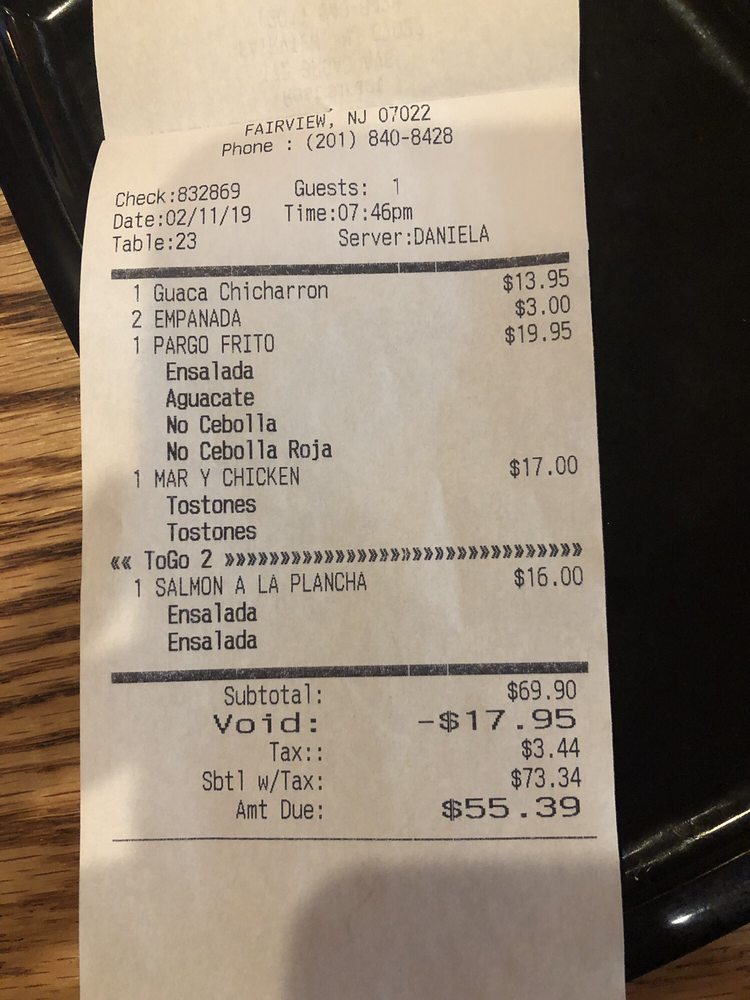 FAIRVIEW, NJ 07022
Phone : (201) 840-8428
Check:832869 Guests: 1
Date:02/11/19 Time:07:46pm
Table:23 Server:DANIELA
1 Guaca Chicharron $13.95
2 EMPANADA $3.00
1 PARGO FRITO $19.95
Ensalada
Aguacate
No Cebolla
No Cebolla Roja
1 MAR Y CHICKEN $17.00
Tostones
Tostones
«« ToGo 2 »»»»»»»»»»»»»»»»»»»»»»»»»»»»»»»»
1 SALMON A LA PLANCHA $16.00
Ensalada
Ensalada
Subtotal: $69.90
Void: -$17.95
Tax:: $3.44
Sbtl w/Tax: $73.34
Amt Due: $55.39